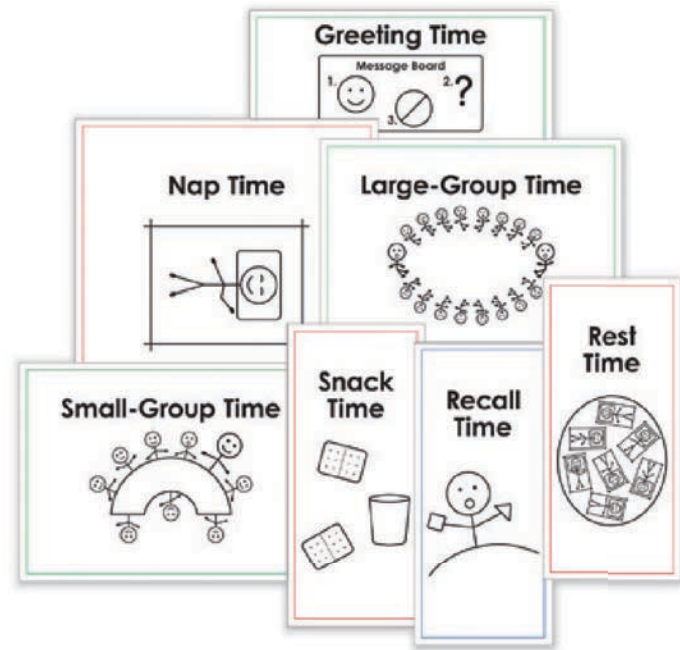 Greeting Time
Message Board
1.
2. ?
3.
Nap Time
Large-Group Time
Rest
Time
Small-Group Time
Snack
Time
Recall
Time